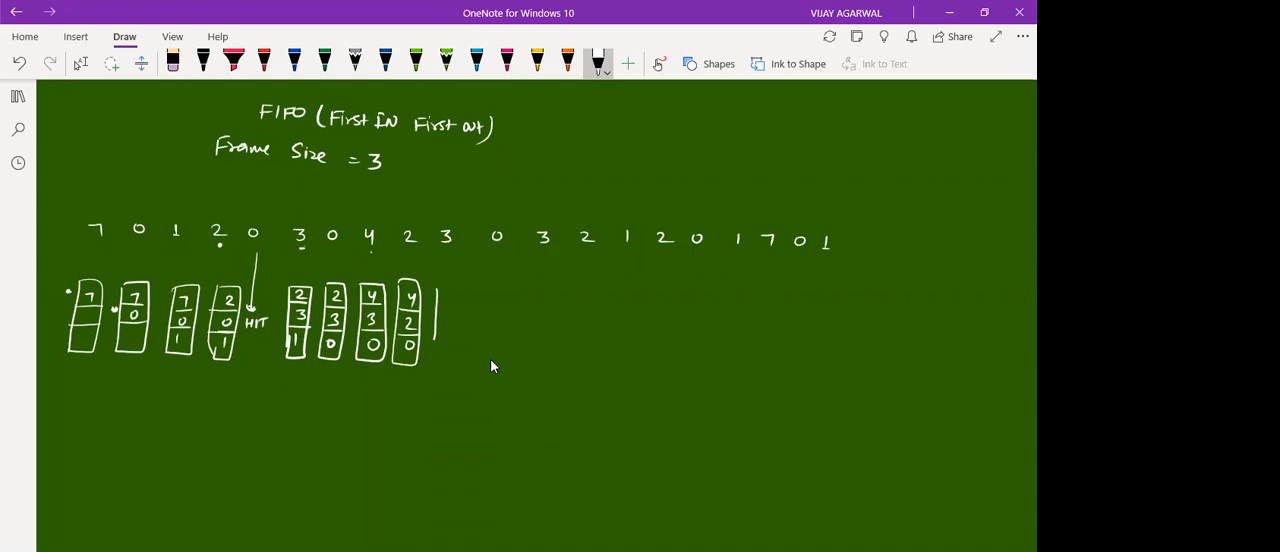 OneNote for Windows 10
VIJAY AGARWAL
Home Insert Draw View Help
Share
Shapes Ink to Shape Ink to Text
FIFO (First IN First out)
Frame Size = 3
7 0 1 2 0 3 0 4 2 3 0 3 2 1 2 0 1 7 0 1
7 7 7 2 2 2 4 4
0 0 0 HIT 3 3 3 2
1 1 1 0 0 0